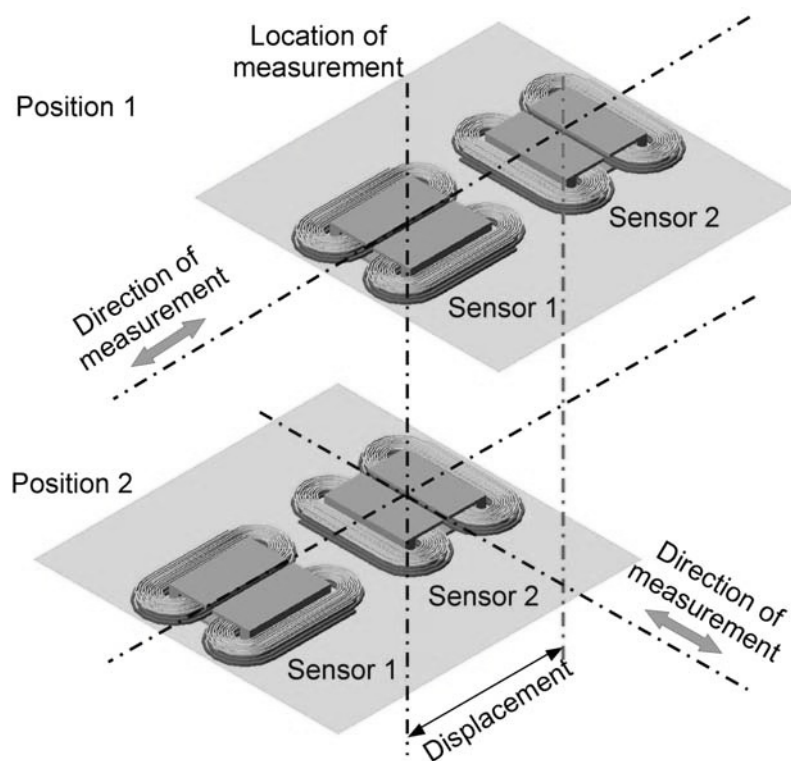 Location of
measurement
Position 1
Sensor 2
Sensor 1
Direction of
measurement
Position 2
Sensor 2
Sensor 1
Direction of
measurement
Displacement